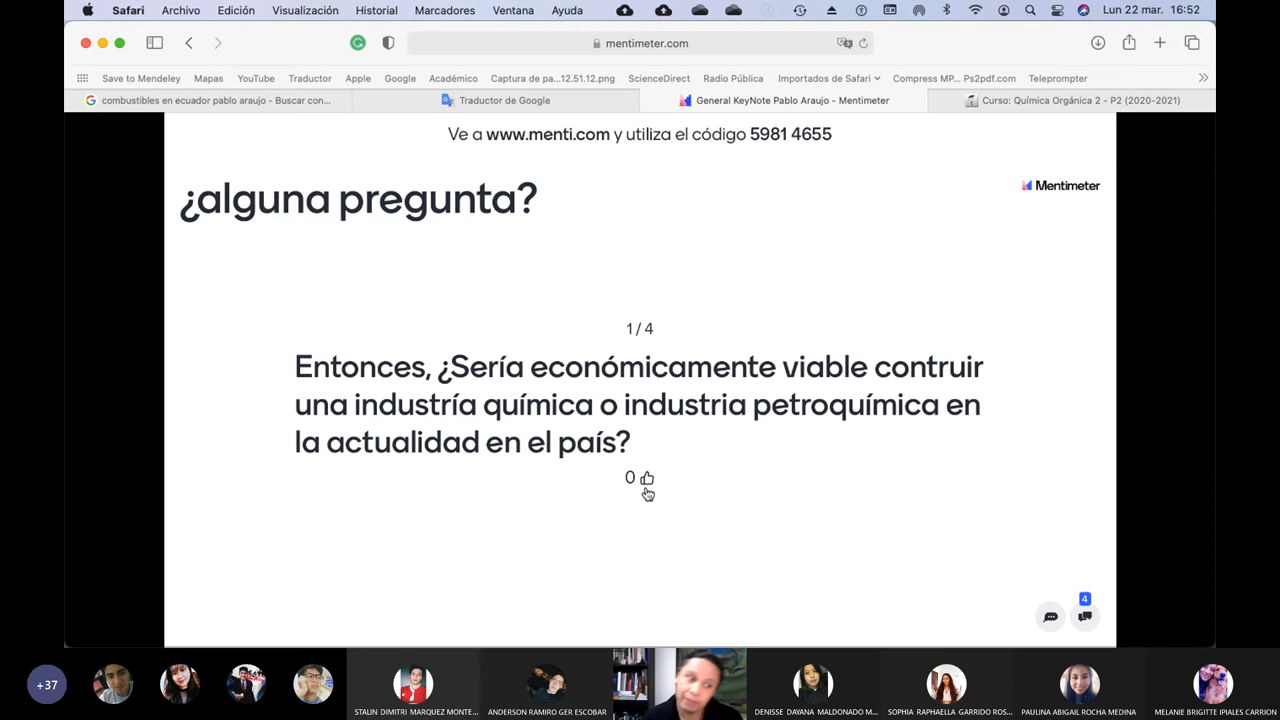 Safari Archivo Edición Visualización Historial Marcadores Ventana Ayuda Lun 22 mar. 16:52
mentimeter.com
Save to Mendeley Mapas YouTube Traductor Apple Google Académico Captura de pa...12.51.12.png ScienceDirect Radio Pública Importados de Safari Compress MP... Ps2pdf.com Teleprompter
combustibles en ecuador pablo araujo - Buscar con... Traductor de Google General KeyNote Pablo Araujo - Mentimeter Curso: Química Orgánica 2 - P2 (2020-2021)
Ve a www.menti.com y utiliza el código 5981 4655
¿alguna pregunta?
Mentimeter
1 / 4
Entonces, ¿Sería económicamente viable contruir
una industría química o industria petroquímica en
la actualidad en el país?
0
4
+37
STALIN DIMITRI MARQUEZ MONTE... ANDERSON RAMIRO GER ESCOBAR DENISSE DAYANA MALDONADO M... SOPHIA RAPHAELLA GARRIDO ROS... PAULINA ABIGAIL ROCHA MEDINA MELANIE BRIGITTE IPIALES CARRION